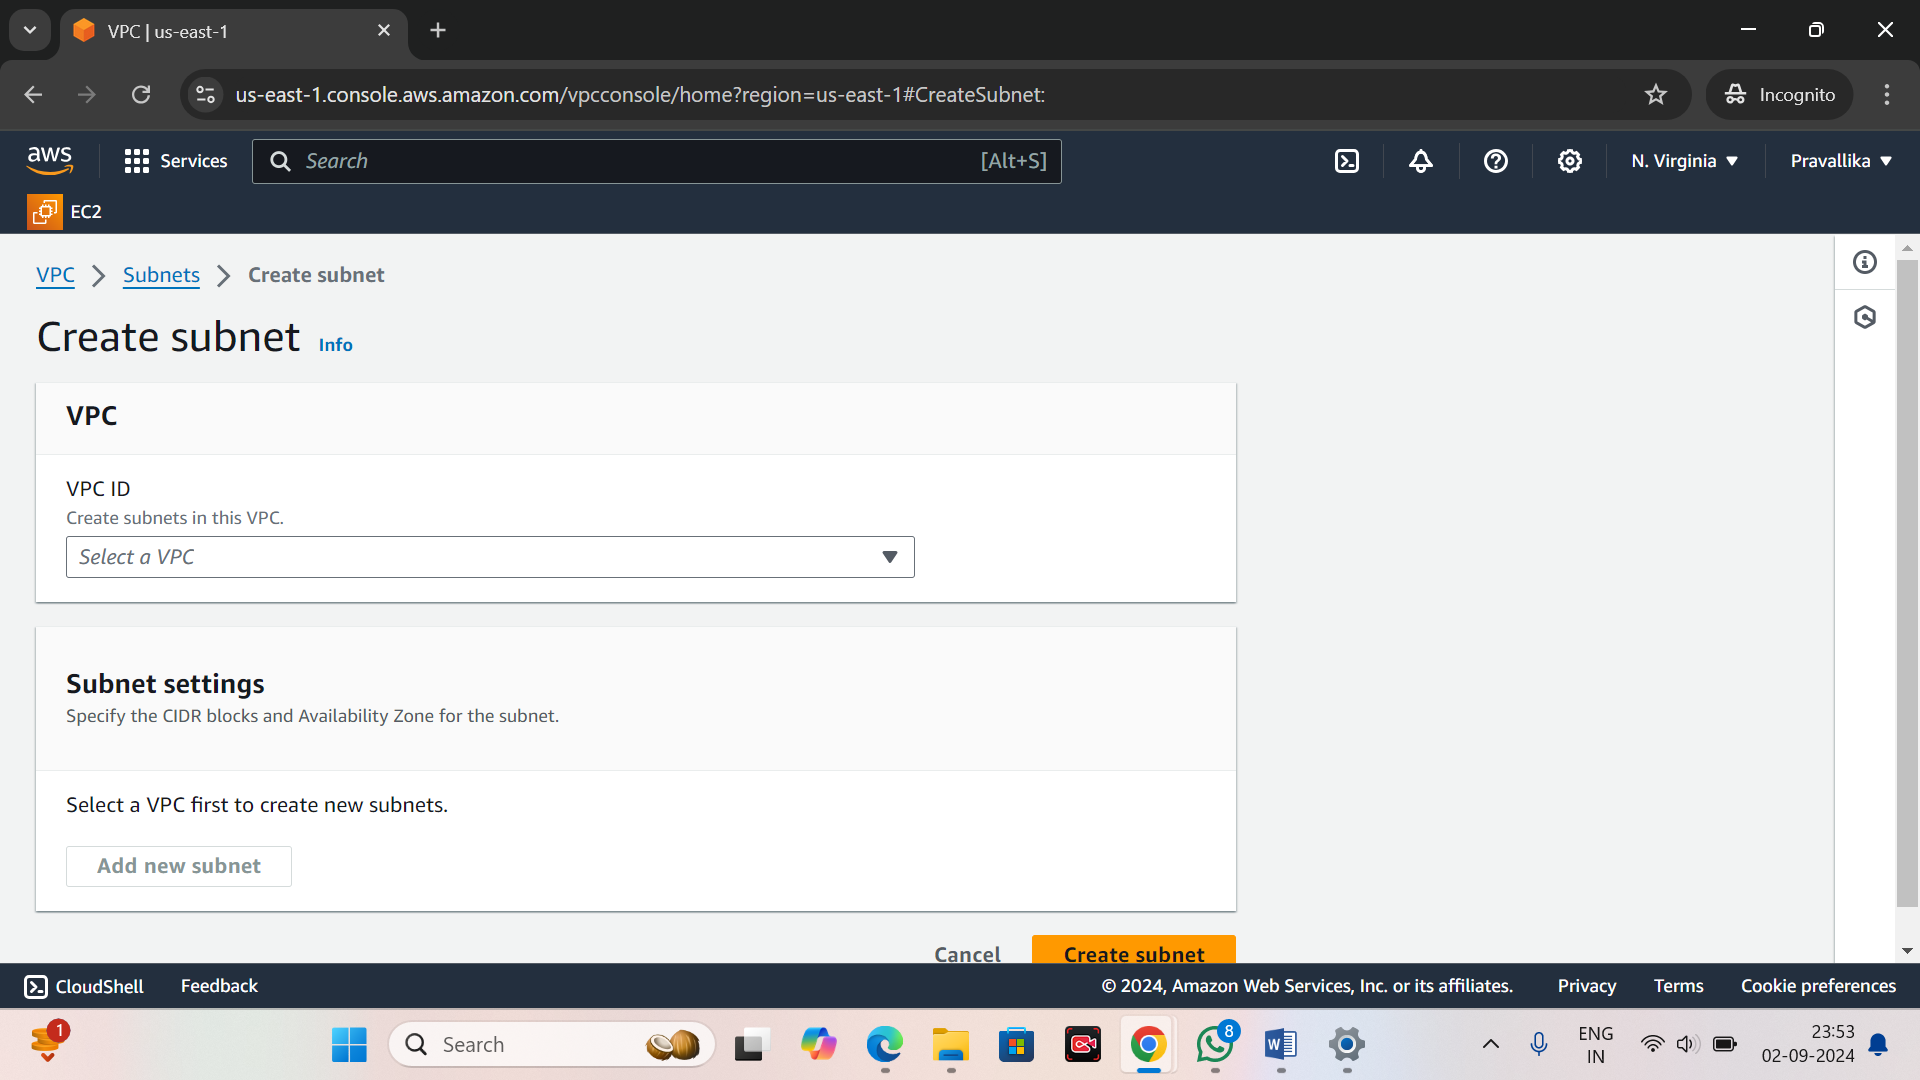 VPC | us-east-1
us-east-1.console.aws.amazon.com/vpcconsole/home?region=us-east-1#CreateSubnet:
Incognito
aws
Services
Search
[Alt+S]
N. Virginia
Pravallika
EC2
VPC
Subnets
Create subnet
Create subnet Info
VPC
VPC ID
Create subnets in this VPC.
Select a VPC
Subnet settings
Specify the CIDR blocks and Availability Zone for the subnet.
Select a VPC first to create new subnets.
Add new subnet
Cancel
Create subnet
CloudShell
Feedback
© 2024, Amazon Web Services, Inc. or its affiliates.
Privacy
Terms
Cookie preferences
1
Search
8
W
ENG
IN
23:53
02-09-2024